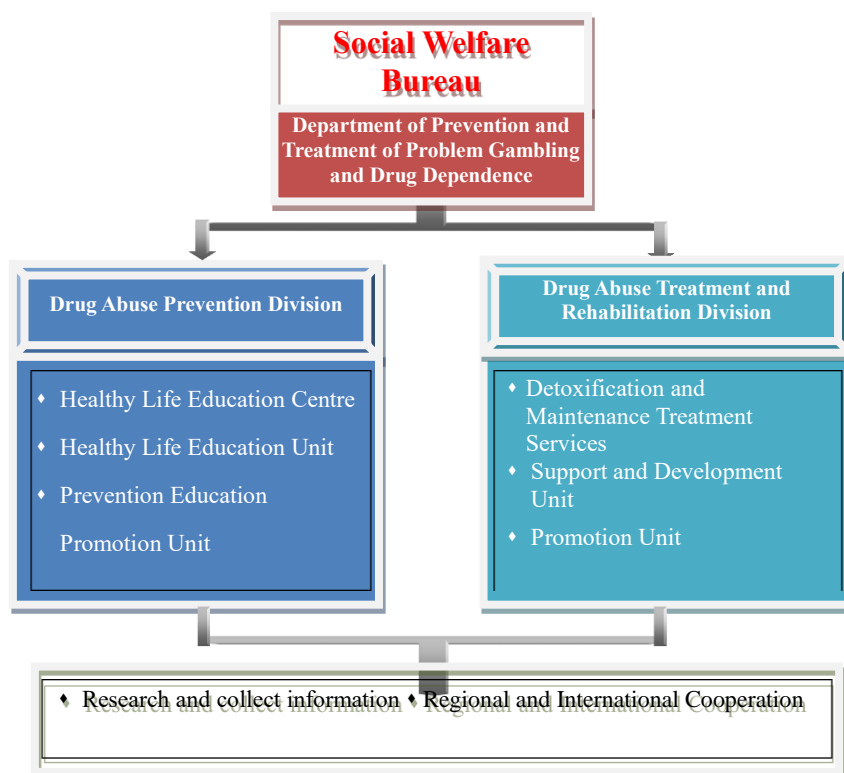 Social Welfare
Bureau
Department of Prevention and
Treatment of Problem Gambling
and Drug Dependence
Drug Abuse Prevention Division
♦ Healthy Life Education Centre
♦ Healthy Life Education Unit
♦ Prevention Education
Promotion Unit
Drug Abuse Treatment and
Rehabilitation Division
♦ Detoxification and
Maintenance Treatment
Services
♦ Support and Development
Unit
♦ Promotion Unit
♦ Research and collect information ♦ Regional and International Cooperation